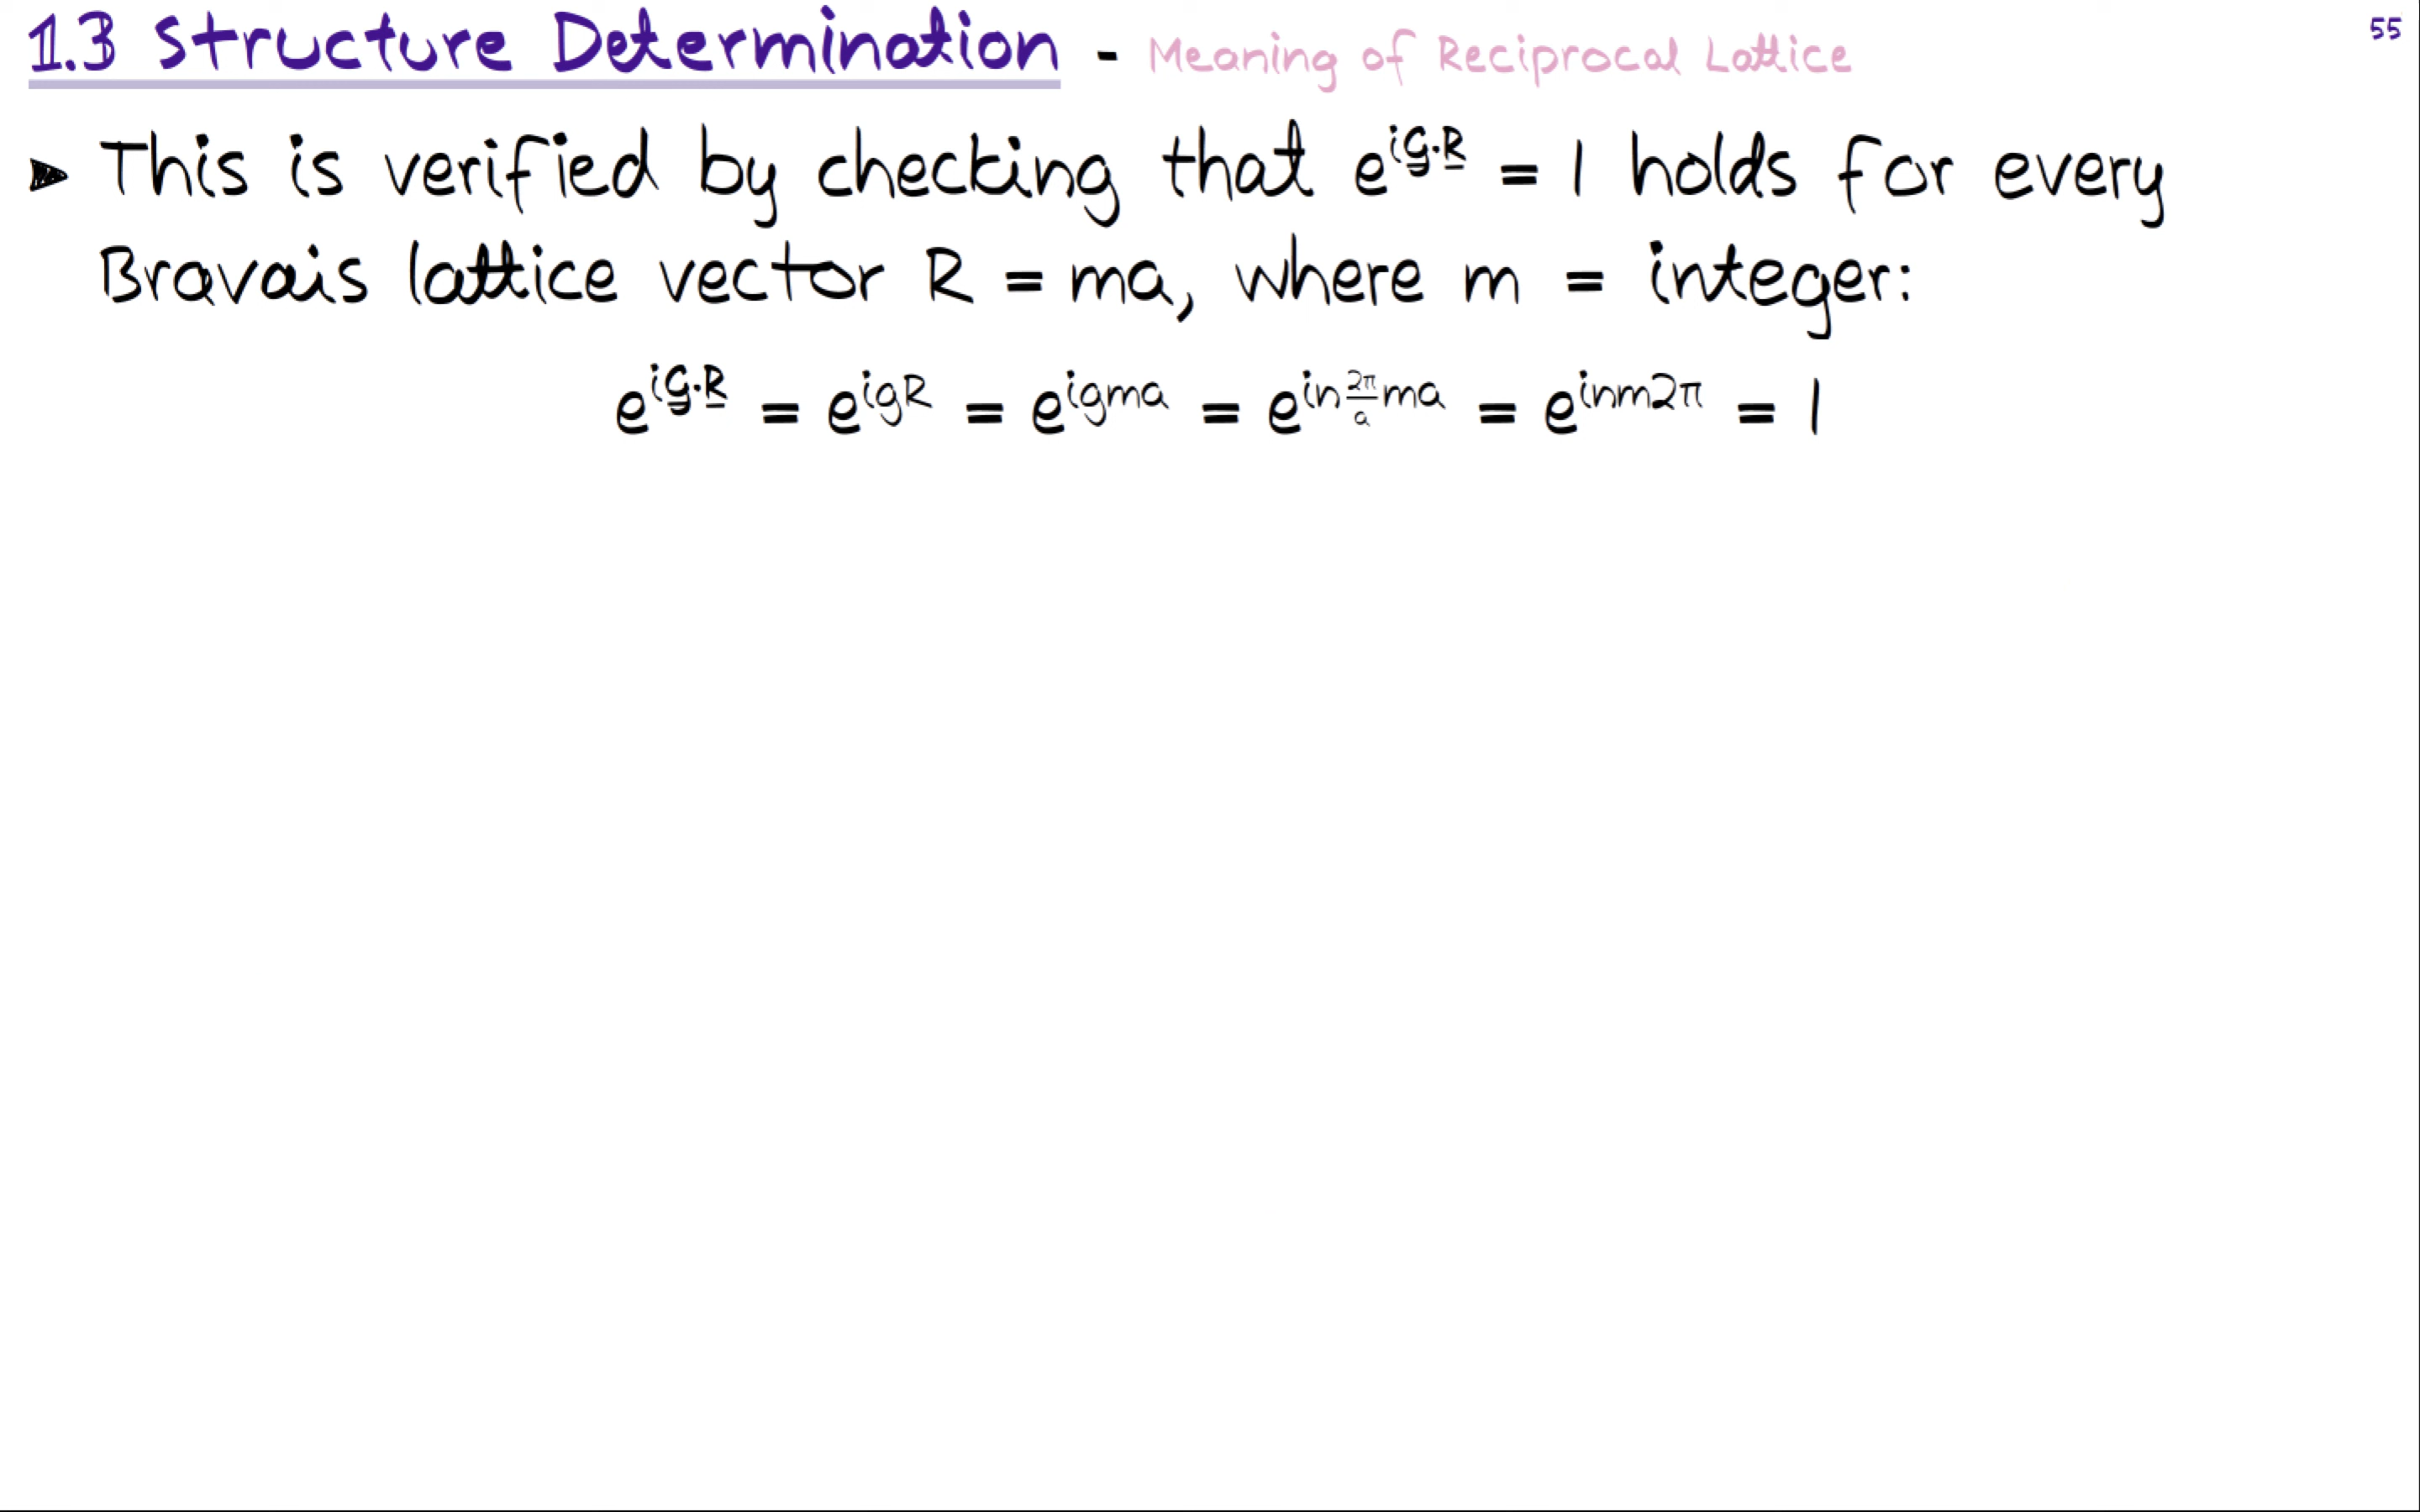 1.3 Structure Determination - Meaning of Reciprocal Lattice 55
▶ This is verified by checking that e^{iG·R} = 1 holds for every
Bravais lattice vector R = ma, where m = integer:
e^{iG·R} = e^{igR} = e^{igma} = e^{in\frac{2π}{a}ma} = e^{inm2π} = 1